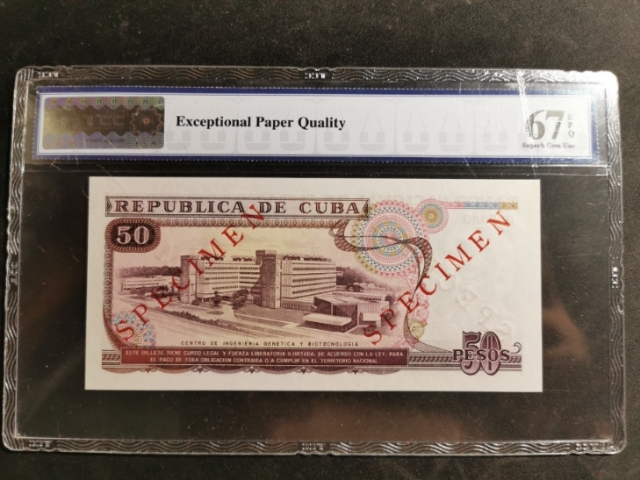 Exceptional Paper Quality
67 EPQ
Superb Gem Unc
REPUBLICA DE CUBA
50
SPECIMEN
SPECIMEN
CENTRO DE INGENIERIA GENETICA Y BIOTECNOLOGIA
ESTE BILLETE TIENE CURSO LEGAL Y FUERZA LIBERATORIA ILIMITADA, DE ACUERDO CON LA LEY, PARA
EL PAGO DE TODA OBLIGACION CONTRAIDA O A CUMPLIR EN EL TERRITORIO NACIONAL
50
PESOS